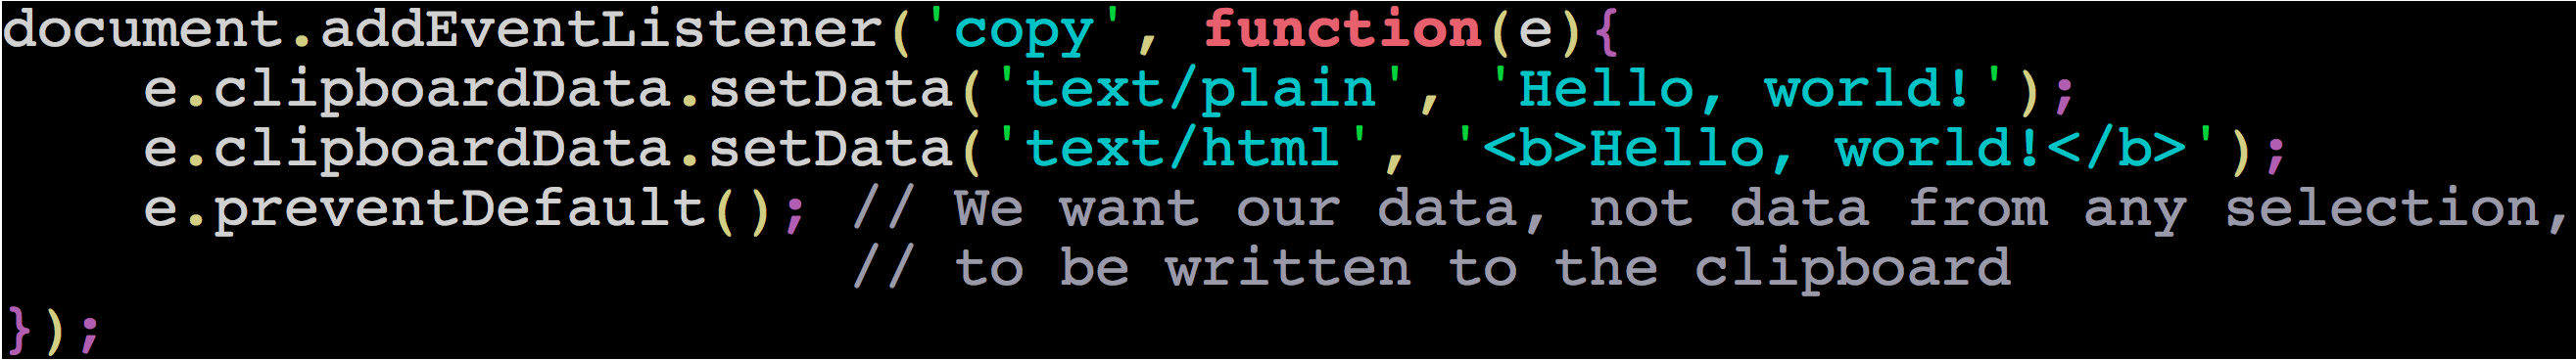 document.addEventListener('copy', function(e){
    e.clipboardData.setData('text/plain', 'Hello, world!');
    e.clipboardData.setData('text/html', '<b>Hello, world!</b>');
    e.preventDefault(); // We want our data, not data from any selection,
                        // to be written to the clipboard
});